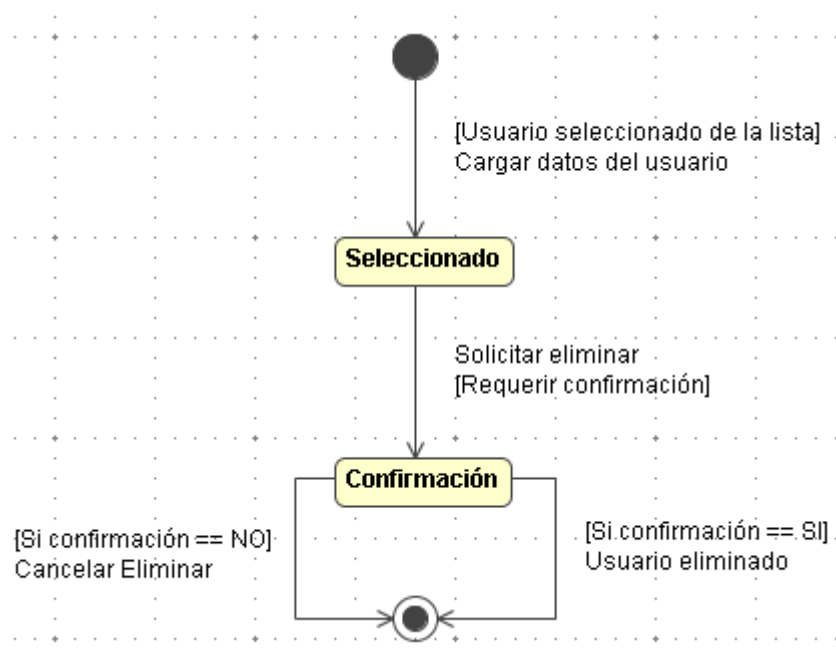 [Usuario seleccionado de la lista]
Cargar datos del usuario
Seleccionado
Solicitar eliminar
[Requerir confirmación]
Confirmación
[Si confirmación == NO]
Cancelar Eliminar
[Si confirmación == SI]
Usuario eliminado